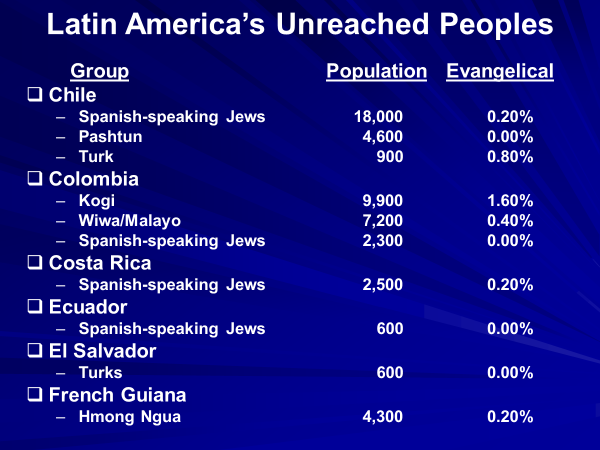 Latin America's Unreached Peoples
Group Population Evangelical
❑ Chile
– Spanish-speaking Jews 18,000 0.20%
– Pashtun 4,600 0.00%
– Turk 900 0.80%
❑ Colombia
– Kogi 9,900 1.60%
– Wiwa/Malayo 7,200 0.40%
– Spanish-speaking Jews 2,300 0.00%
❑ Costa Rica
– Spanish-speaking Jews 2,500 0.20%
❑ Ecuador
– Spanish-speaking Jews 600 0.00%
❑ El Salvador
– Turks 600 0.00%
❑ French Guiana
– Hmong Ngua 4,300 0.20%